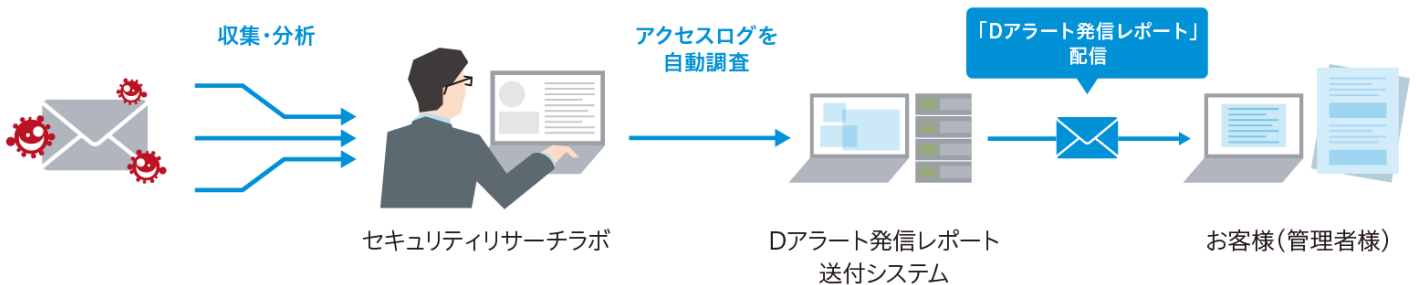 収集・分析
アクセスログを
自動調査
「Dアラート発信レポート」
配信
セキュリティリサーチラボ
Dアラート発信レポート
送付システム
お客様（管理者様）